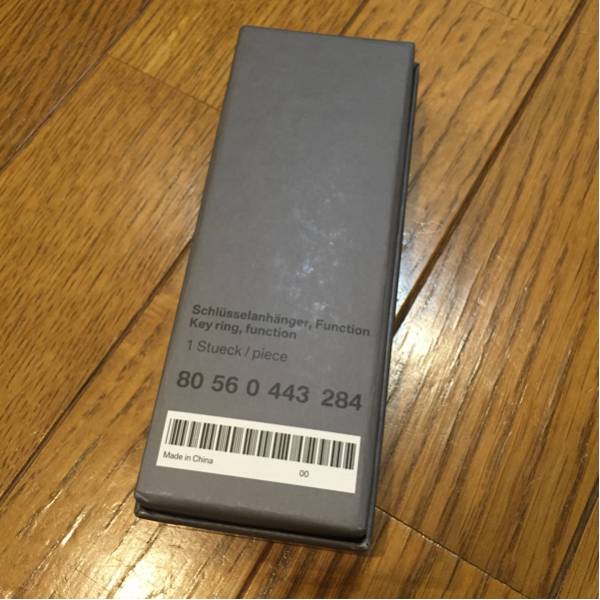 Schlüsselanhänger, Function
Key ring, function
1 Stueck / piece
80 56 0 443 284
Made in China
00